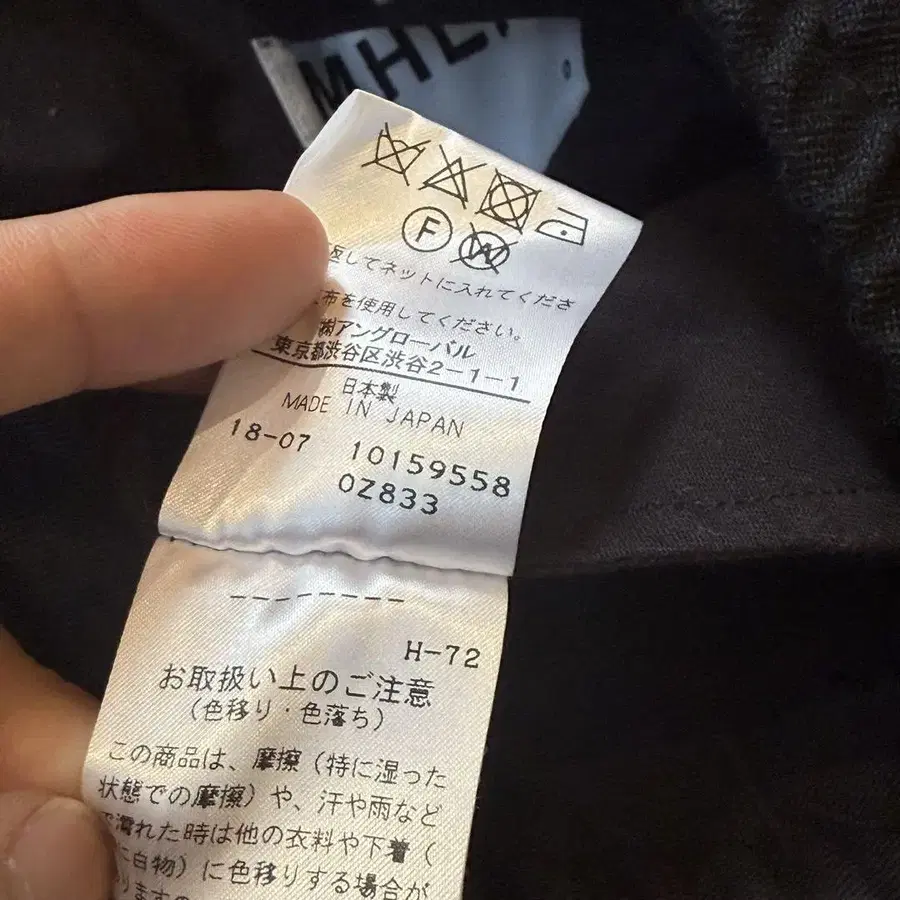 MHL
F
W
返してネットに入れてくださ
布を使用してください。
㈱アングローバル
東京都渋谷区渋谷2-1-1
日本製
MADE IN JAPAN
18-07 10159558
0Z833
--------
H-72
お取扱い上のご注意
(色移り・色落ち)
この商品は、摩擦(特に湿った
状態での摩擦)や、汗や雨など
で濡れた時は他の衣料や下着(
に白物)に色移りする場合が
ありますの